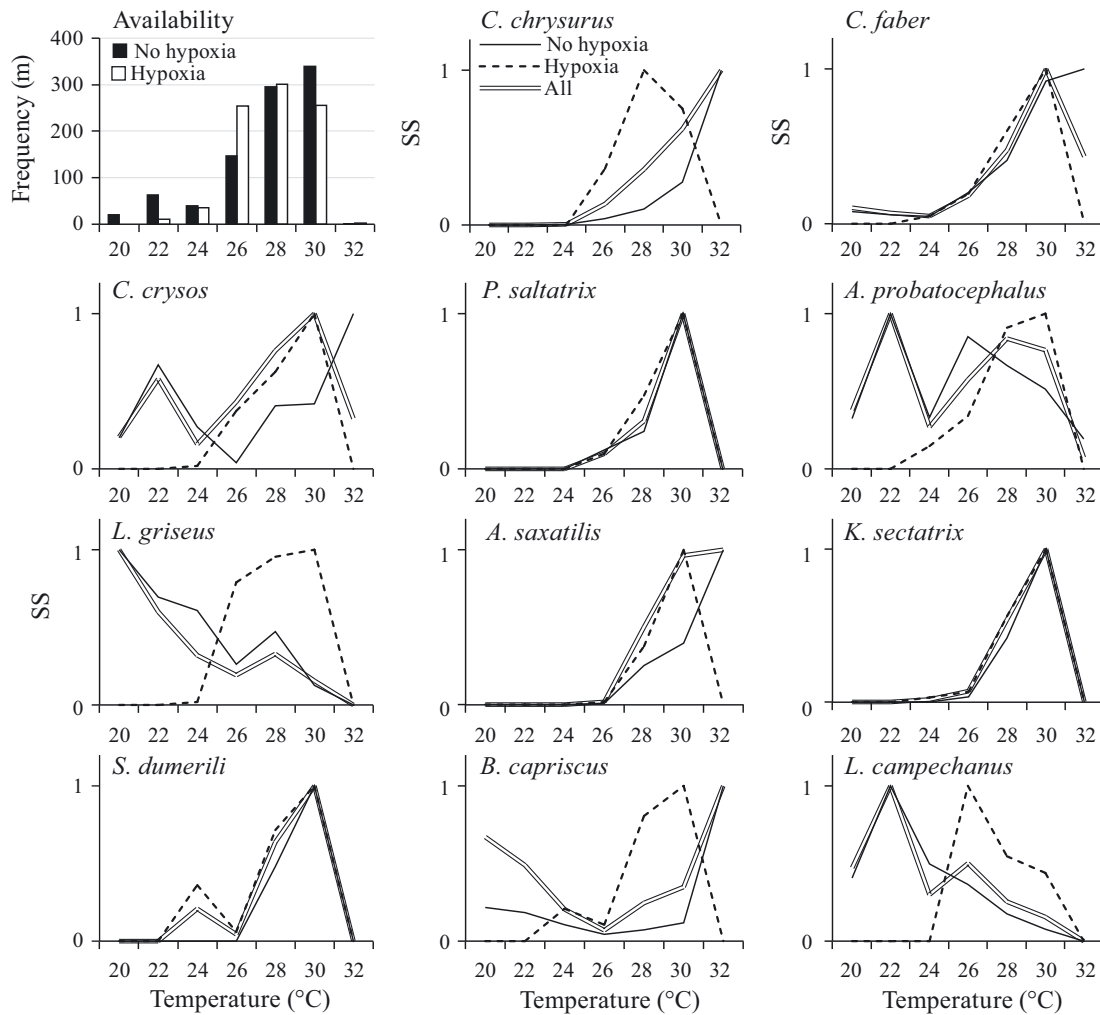 Availability
400
300
200
100
0
Frequency (m)
No hypoxia
Hypoxia
20 22 24 26 28 30 32
C. chrysurus
No hypoxia
Hypoxia
All
1
0
SS
20 22 24 26 28 30 32
C. faber
1
0
SS
20 22 24 26 28 30 32
C. crysos
1
0
20 22 24 26 28 30 32
P. saltatrix
1
0
20 22 24 26 28 30 32
A. probatocephalus
1
0
20 22 24 26 28 30 32
L. griseus
1
0
SS
20 22 24 26 28 30 32
A. saxatilis
1
0
20 22 24 26 28 30 32
K. sectatrix
1
0
20 22 24 26 28 30 32
S. dumerili
1
0
20 22 24 26 28 30 32
Temperature (°C)
B. capriscus
1
0
20 22 24 26 28 30 32
Temperature (°C)
L. campechanus
1
0
20 22 24 26 28 30 32
Temperature (°C)